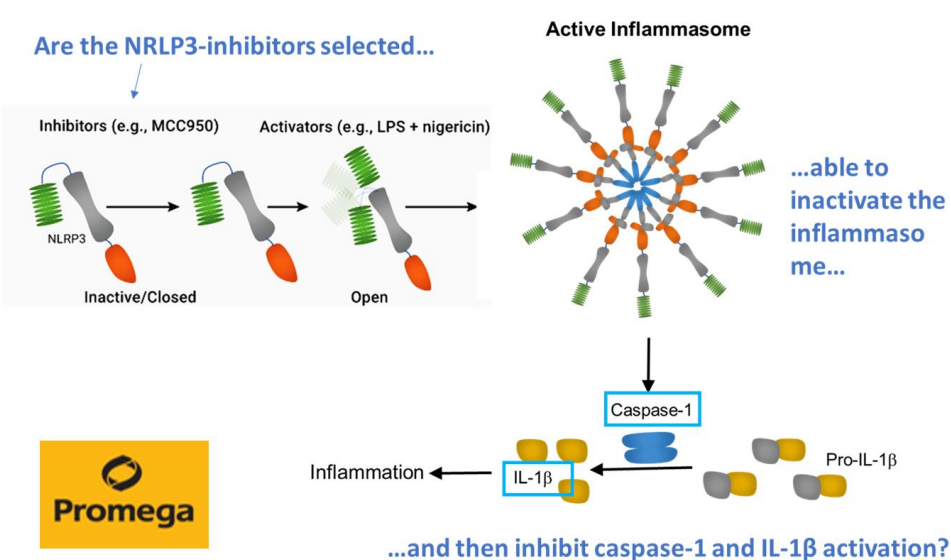 Are the NRLP3-inhibitors selected...
Active Inflammasome
Inhibitors (e.g., MCC950)
Activators (e.g., LPS + nigericin)
NLRP3
Inactive/Closed
Open
...able to
inactivate the
inflammaso
me...
Caspase-1
Pro-IL-1β
IL-1β
Inflammation
Promega
...and then inhibit caspase-1 and IL-1β activation?